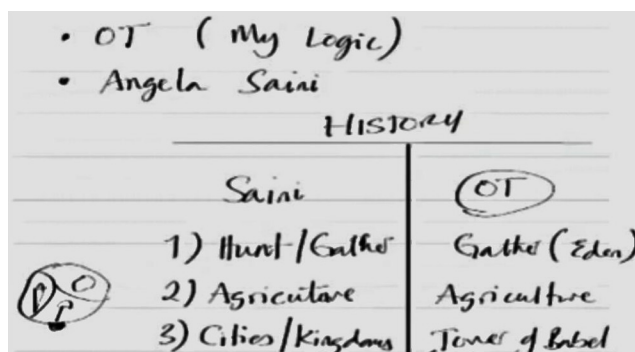 • OT ( My Logic)
• Angela Saini
HISTORY
Saini OT
1) Hunt/Gather Gather (Eden)
2) Agricutare Agriculture
3) Cities/Kingdoms Tower of Babel